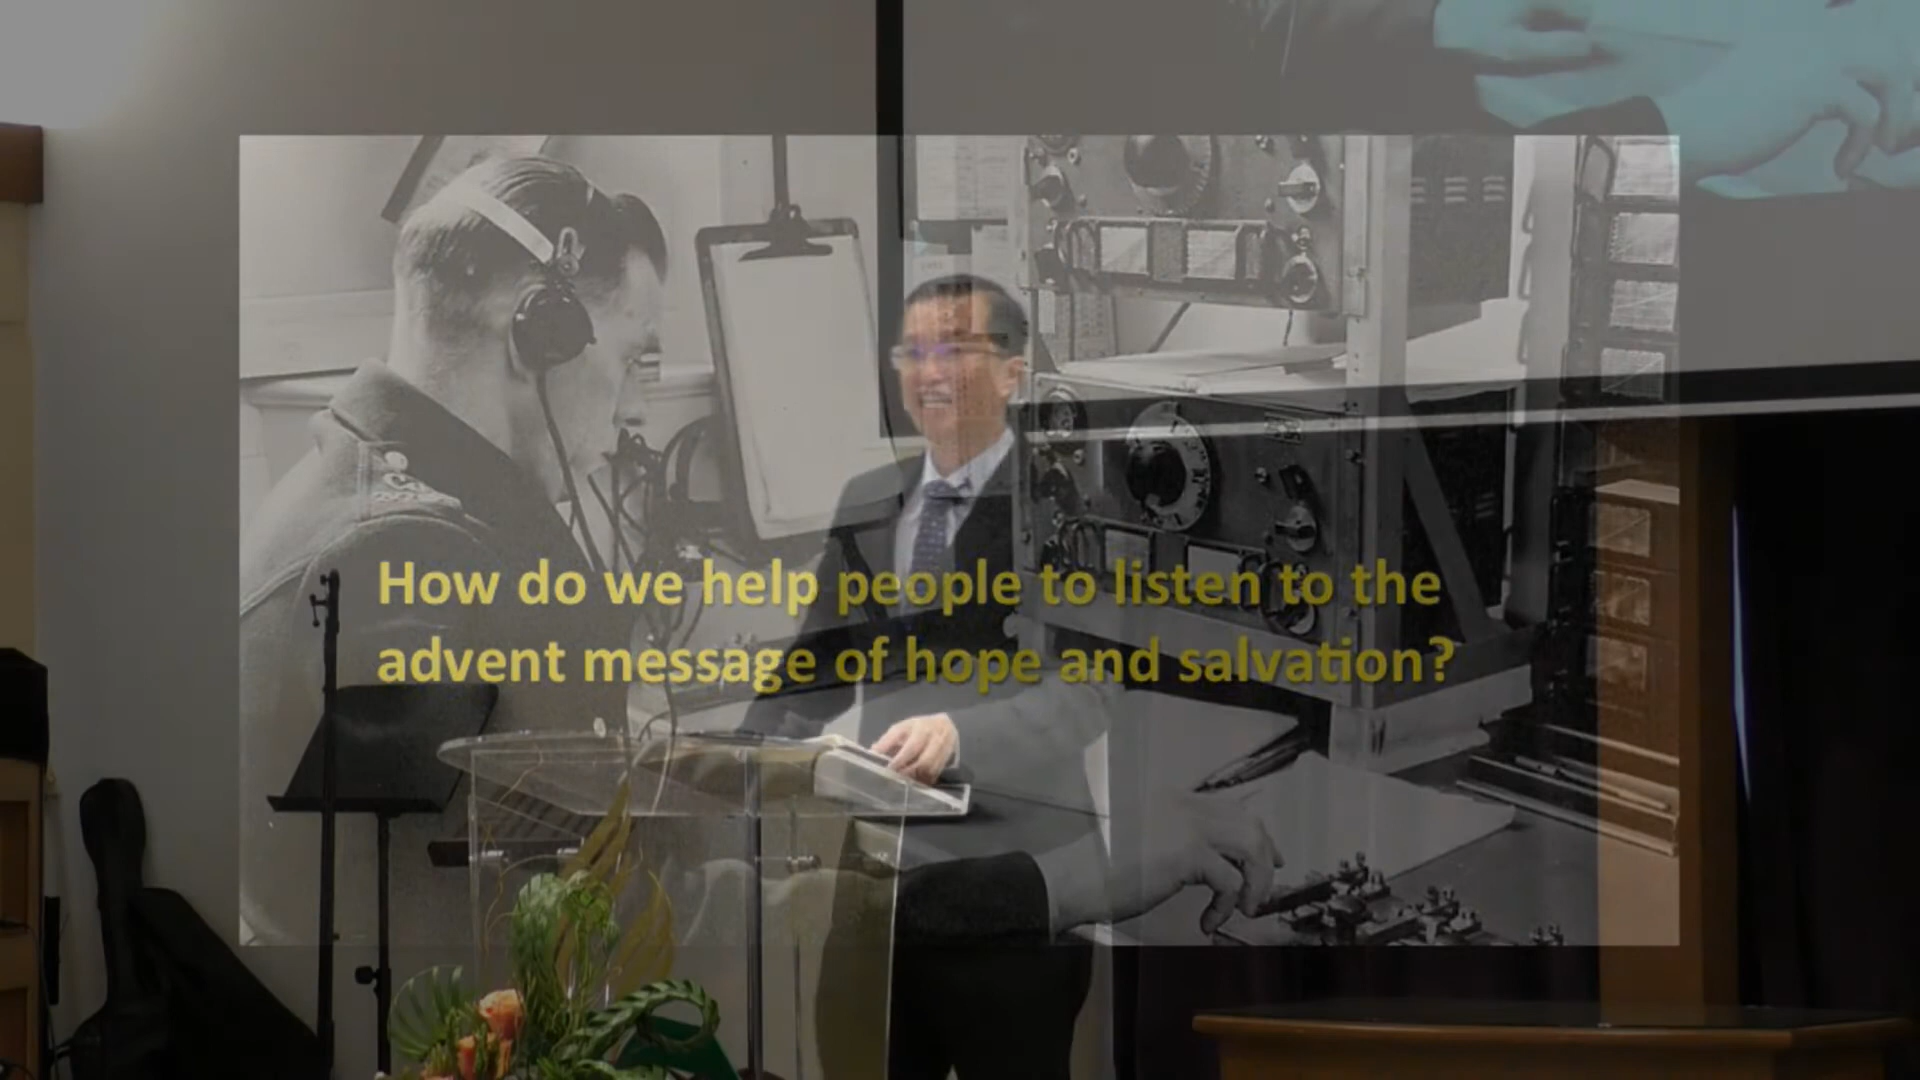 How do we help people to listen to the
advent message of hope and salvation?